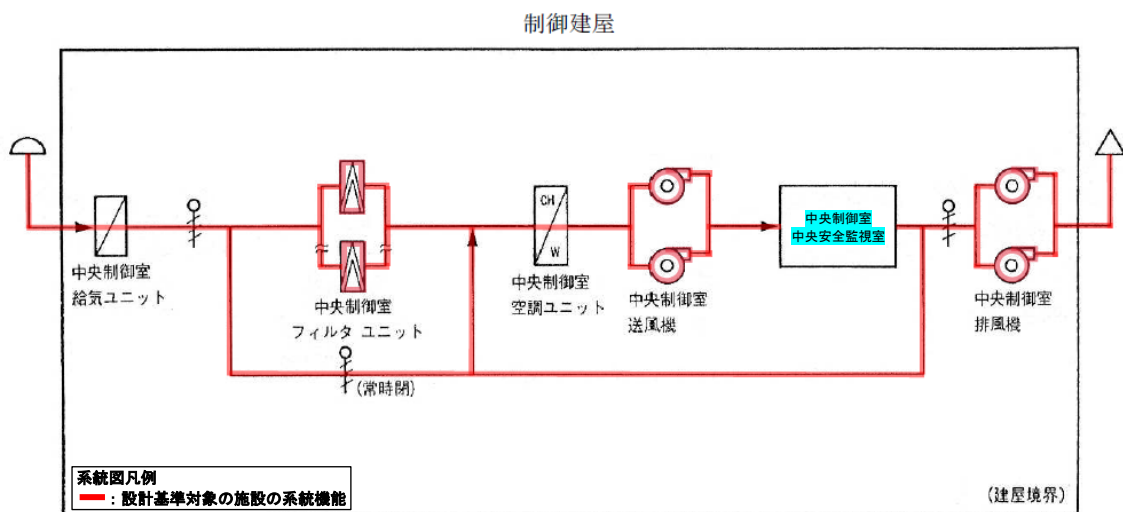 制御建屋
中央制御室
給気ユニット
中央制御室
フィルタ ユニット
CH
W
中央制御室
空調ユニット
中央制御室
送風機
中央制御室
中央安全監視室
中央制御室
排風機
(常時閉)
系統図凡例
：設計基準対象の施設の系統機能
(建屋境界)